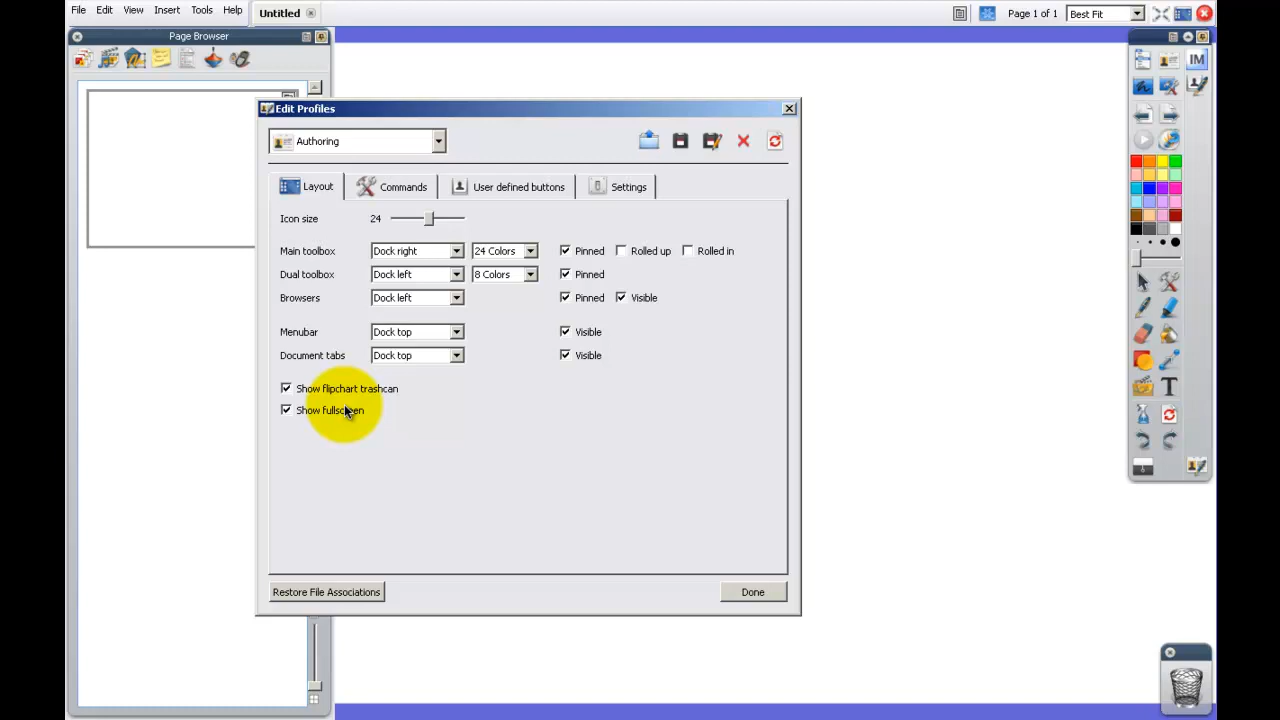 File Edit View Insert Tools Help Untitled Page 1 of 1 Best Fit
Page Browser
IM
Edit Profiles
Authoring
Layout Commands User defined buttons Settings
Icon size 24
Main toolbox Dock right 24 Colors Pinned Rolled up Rolled in
Dual toolbox Dock left 8 Colors Pinned
Browsers Dock left Pinned Visible
Menubar Dock top Visible
Document tabs Dock top Visible
Show flipchart trashcan
Show fullscreen
T
Restore File Associations Done